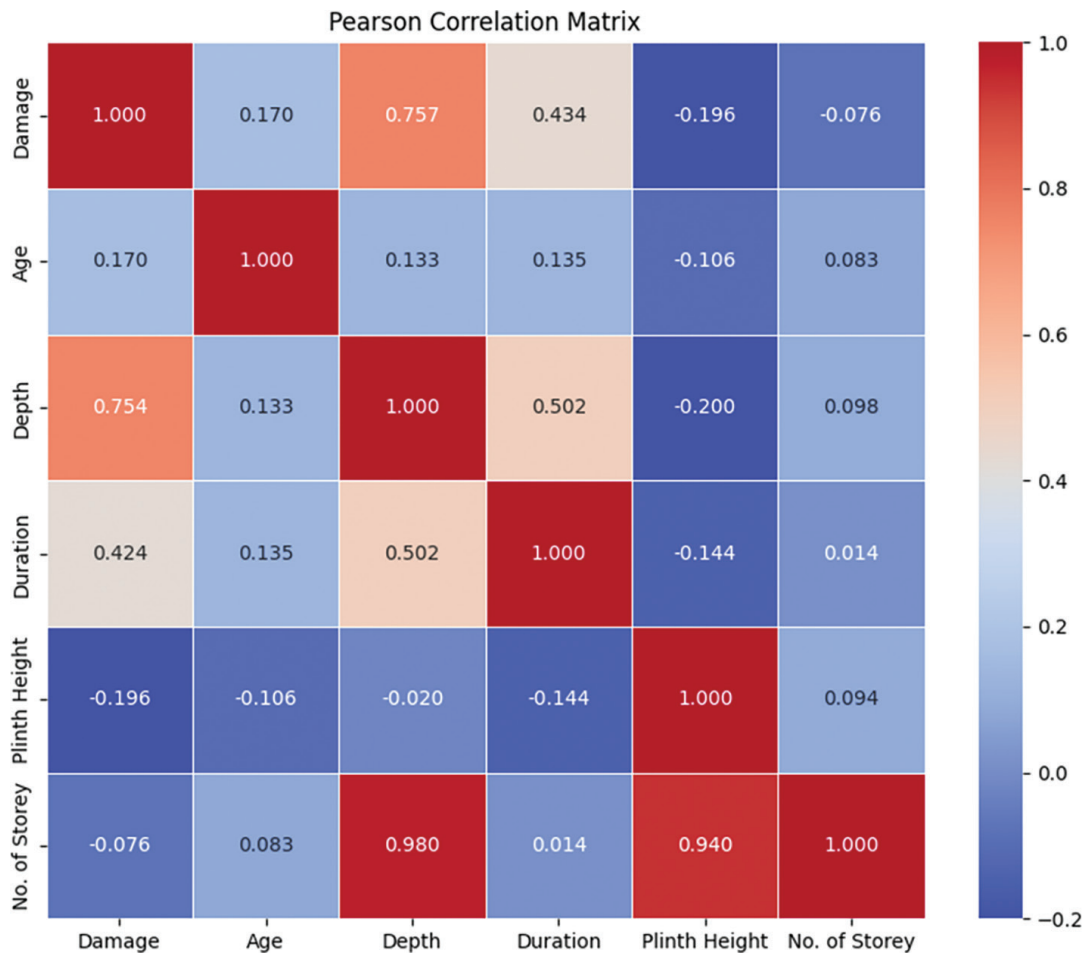 Pearson Correlation Matrix
Damage 1.000 0.170 0.757 0.434 -0.196 -0.076
Age 0.170 1.000 0.133 0.135 -0.106 0.083
Depth 0.754 0.133 1.000 0.502 -0.200 0.098
Duration 0.424 0.135 0.502 1.000 -0.144 0.014
Plinth Height -0.196 -0.106 -0.020 -0.144 1.000 0.094
No. of Storey -0.076 0.083 0.980 0.014 0.940 1.000
Damage Age Depth Duration Plinth Height No. of Storey
1.0
0.8
0.6
0.4
0.2
0.0
−0.2